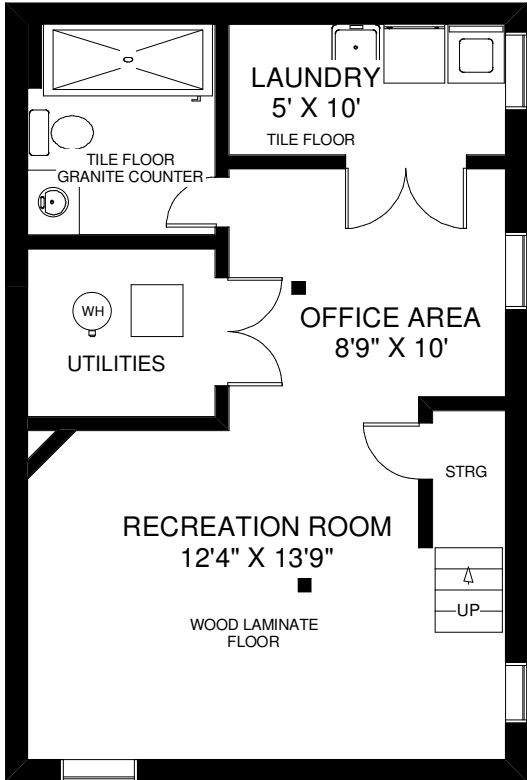 LAUNDRY
5' X 10'
TILE FLOOR
TILE FLOOR
GRANITE COUNTER
WH
UTILITIES
OFFICE AREA
8'9" X 10'
STRG
RECREATION ROOM
12'4" X 13'9"
UP
WOOD LAMINATE
FLOOR